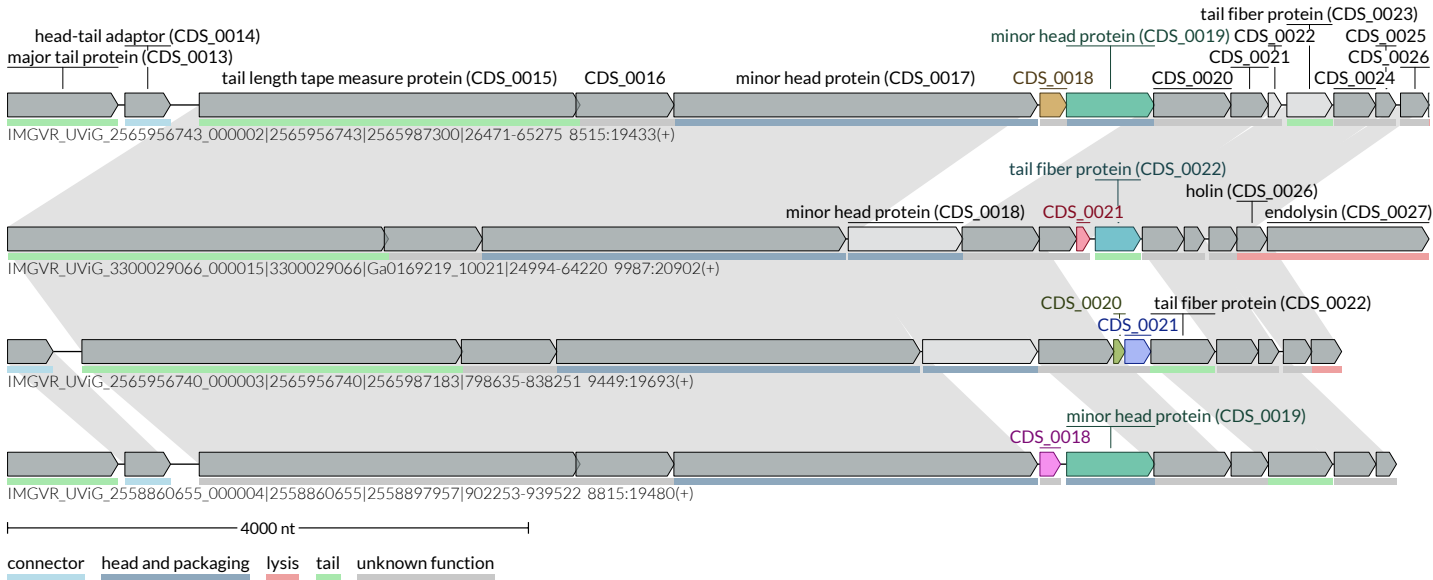 tail fiber protein (CDS_0023)
head-tail adaptor (CDS_0014) minor head protein (CDS_0019) CDS_0022 CDS_0025
major tail protein (CDS_0013) CDS_0021 CDS_0026
tail length tape measure protein (CDS_0015) CDS_0016 minor head protein (CDS_0017) CDS_0018 CDS_0020 CDS_0024
IMGVR_UViG_2565956743_000002|2565956743|2565987300|26471-65275 8515:19433(+)
tail fiber protein (CDS_0022)
holin (CDS_0026)
minor head protein (CDS_0018) CDS_0021 endolysin (CDS_0027)
IMGVR_UViG_3300029066_000015|3300029066|Ga0169219_10021|24994-64220 9987:20902(+)
CDS_0020 tail fiber protein (CDS_0022)
CDS_0021
IMGVR_UViG_2565956740_000003|2565956740|2565987183|798635-838251 9449:19693(+)
minor head protein (CDS_0019)
CDS_0018
IMGVR_UViG_2558860655_000004|2558860655|2558897957|902253-939522 8815:19480(+)
4000 nt
connector head and packaging lysis tail unknown function